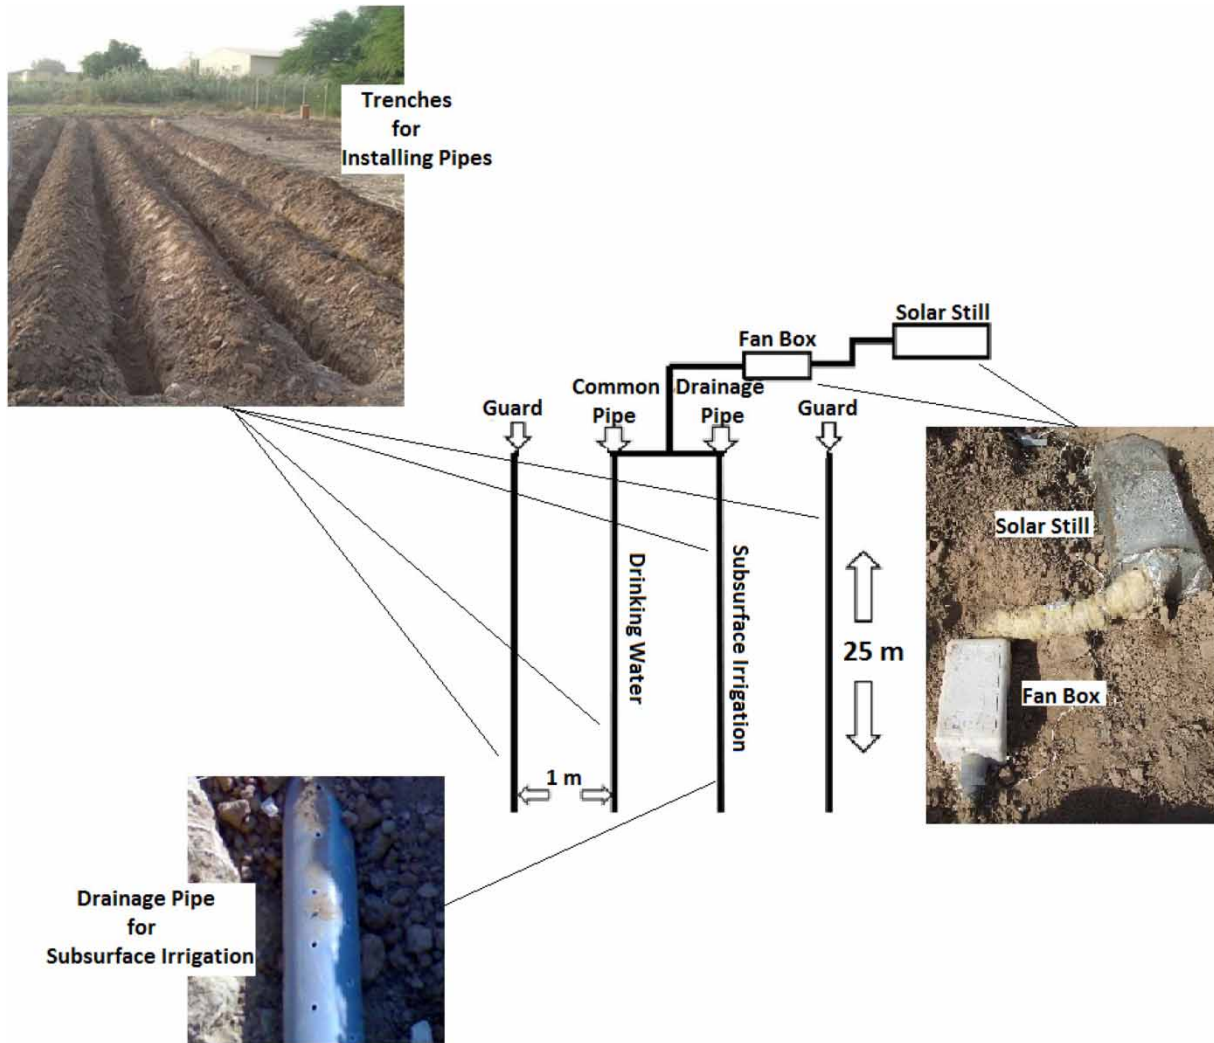 Trenches
for
Installing Pipes
Solar Still
Fan Box
Guard
Common
Pipe
Drainage
Pipe
Guard
Solar Still
Drinking Water
Subsurface Irrigation
25 m
Fan Box
1 m
Drainage Pipe
for
Subsurface Irrigation